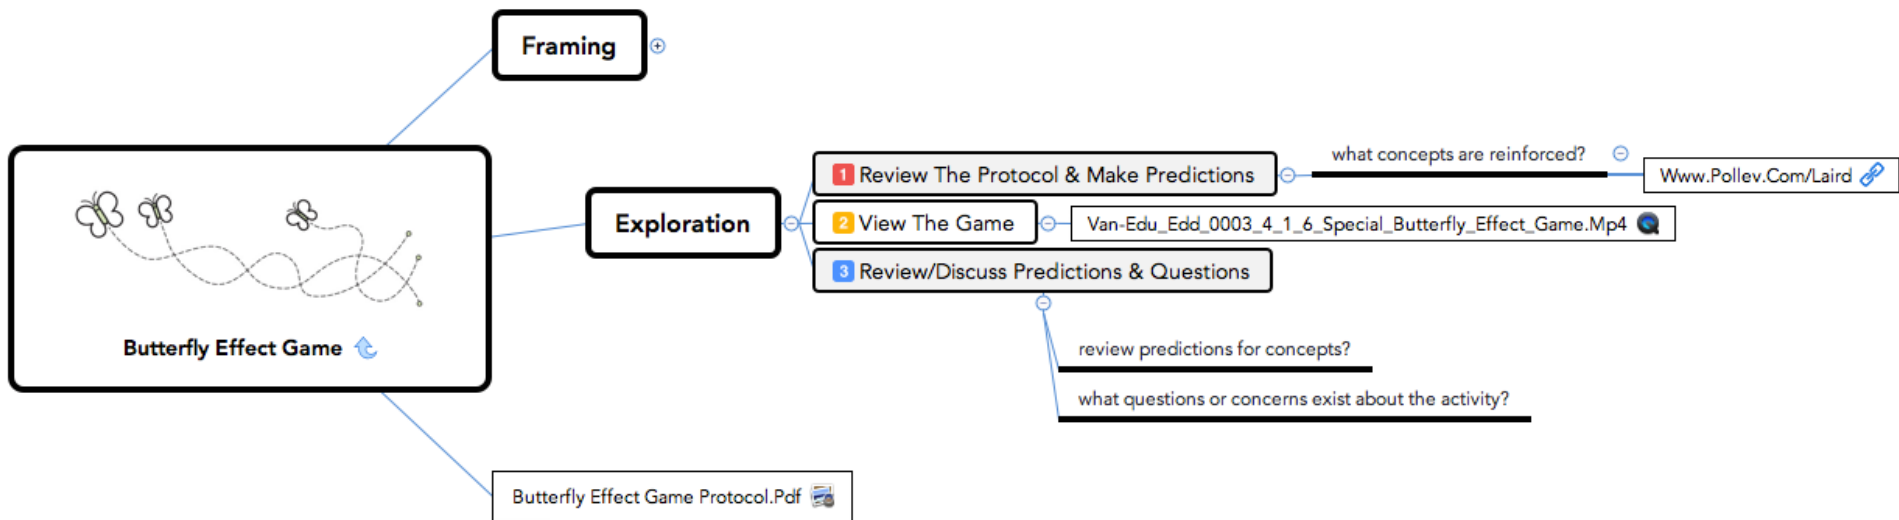 Framing
Butterfly Effect Game
Exploration
1 Review The Protocol & Make Predictions
what concepts are reinforced?
Www.Pollev.Com/Laird
2 View The Game
Van-Edu_Edd_0003_4_1_6_Special_Butterfly_Effect_Game.Mp4
3 Review/Discuss Predictions & Questions
review predictions for concepts?
what questions or concerns exist about the activity?
Butterfly Effect Game Protocol.Pdf